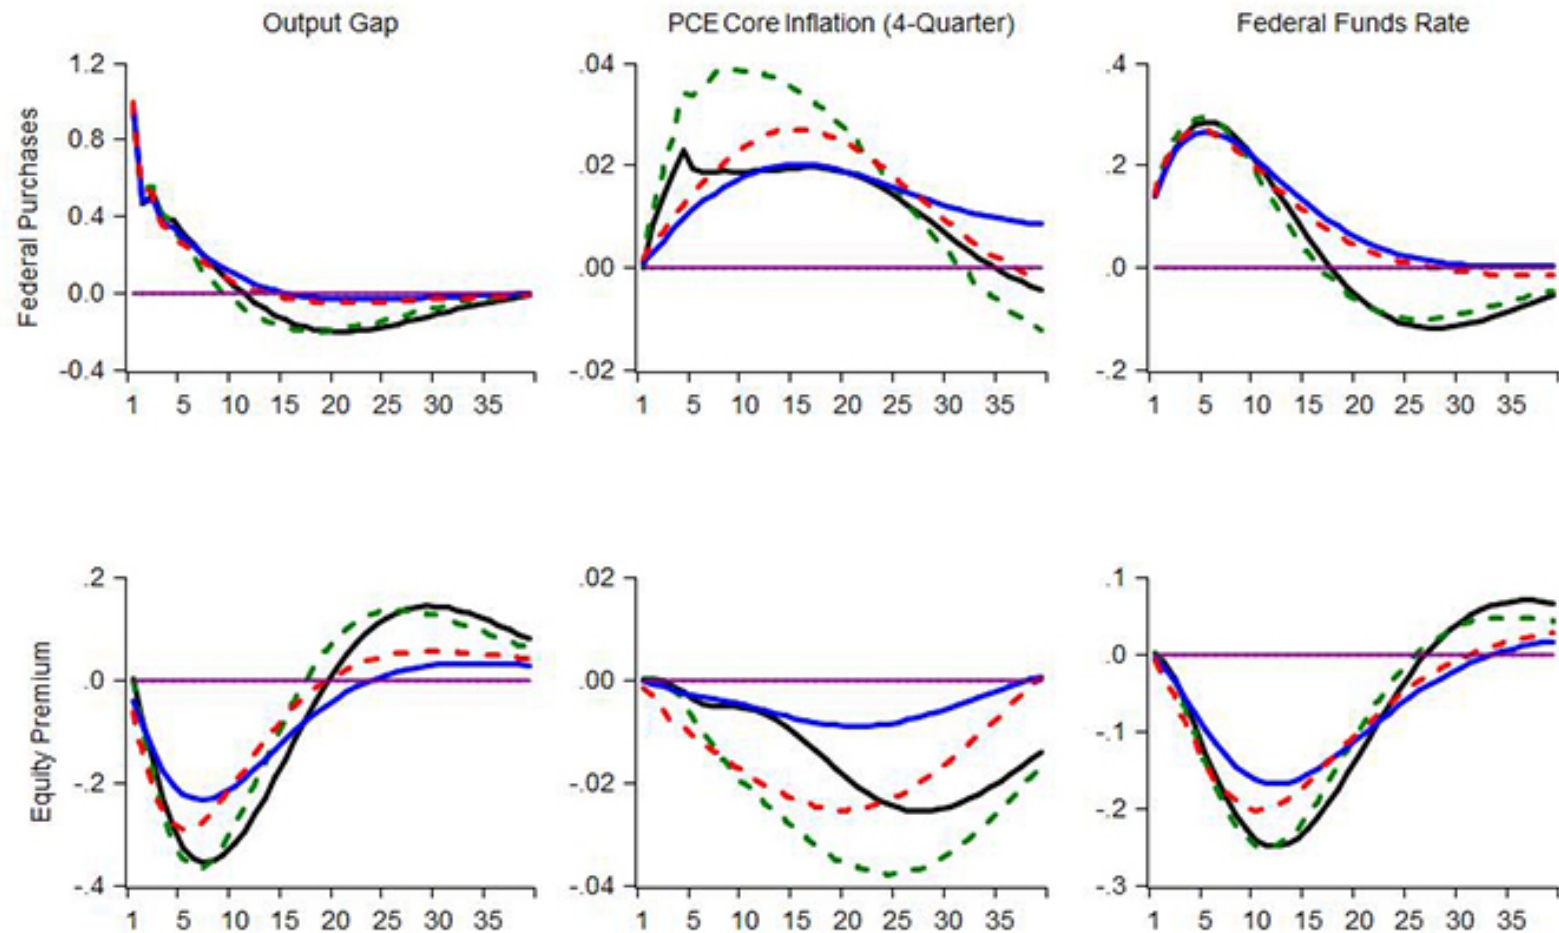 Output Gap
PCE Core Inflation (4-Quarter)
Federal Funds Rate
Federal Purchases
1.2
0.8
0.4
0.0
-0.4
1 5 10 15 20 25 30 35
.04
.02
.00
-.02
1 5 10 15 20 25 30 35
.4
.2
.0
-.2
1 5 10 15 20 25 30 35
Equity Premium
.2
.0
-.2
-.4
1 5 10 15 20 25 30 35
.02
.00
-.02
-.04
1 5 10 15 20 25 30 35
.1
.0
-.1
-.2
-.3
1 5 10 15 20 25 30 35